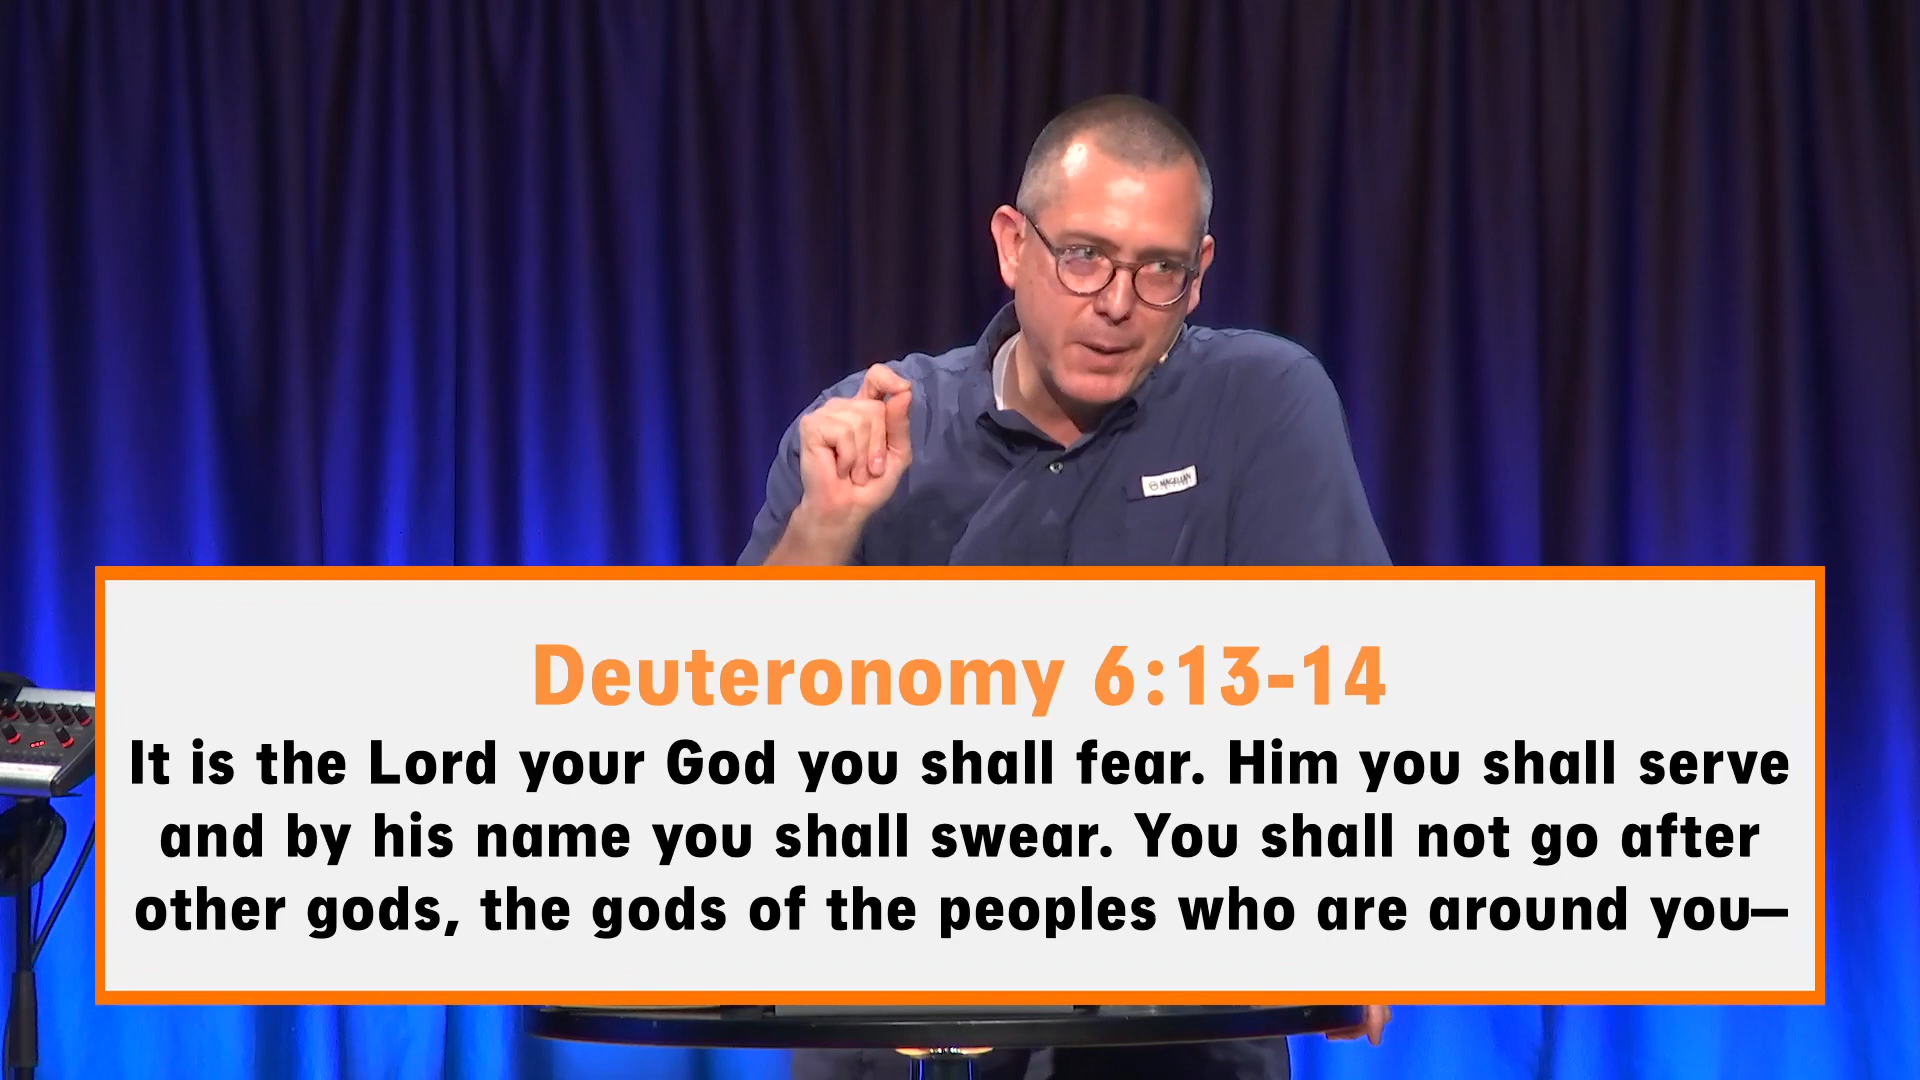 MAGELLAN
Deuteronomy 6:13-14
It is the Lord your God you shall fear. Him you shall serve
and by his name you shall swear. You shall not go after
other gods, the gods of the peoples who are around you—